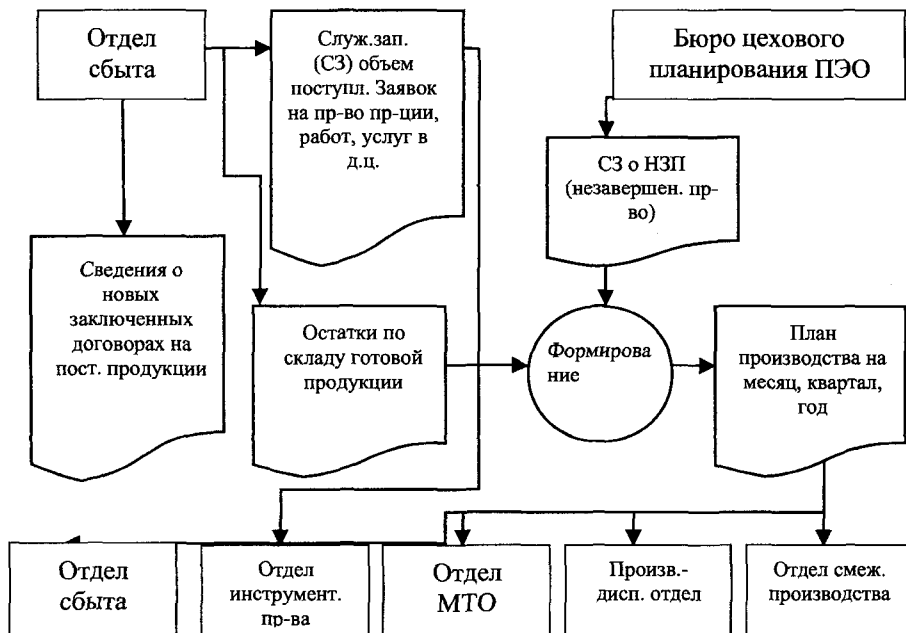 Отдел
сбыта
Служ.зап.
(СЗ) объем
поступл. Заявок
на пр-во пр-ции,
работ, услуг в
д.ц.
Бюро цехового
планирования ПЭО
СЗ о НЗП
(незавершен. пр-
во)
Сведения о
новых
заключенных
договорах на
пост. продукции
Остатки по
складу готовой
продукции
Формирова
ние
План
производства на
месяц, квартал,
год
Отдел
сбыта
Отдел
инструмент.
пр-ва
Отдел
МТО
Произв.-
дисп. отдел
Отдел смеж.
производства